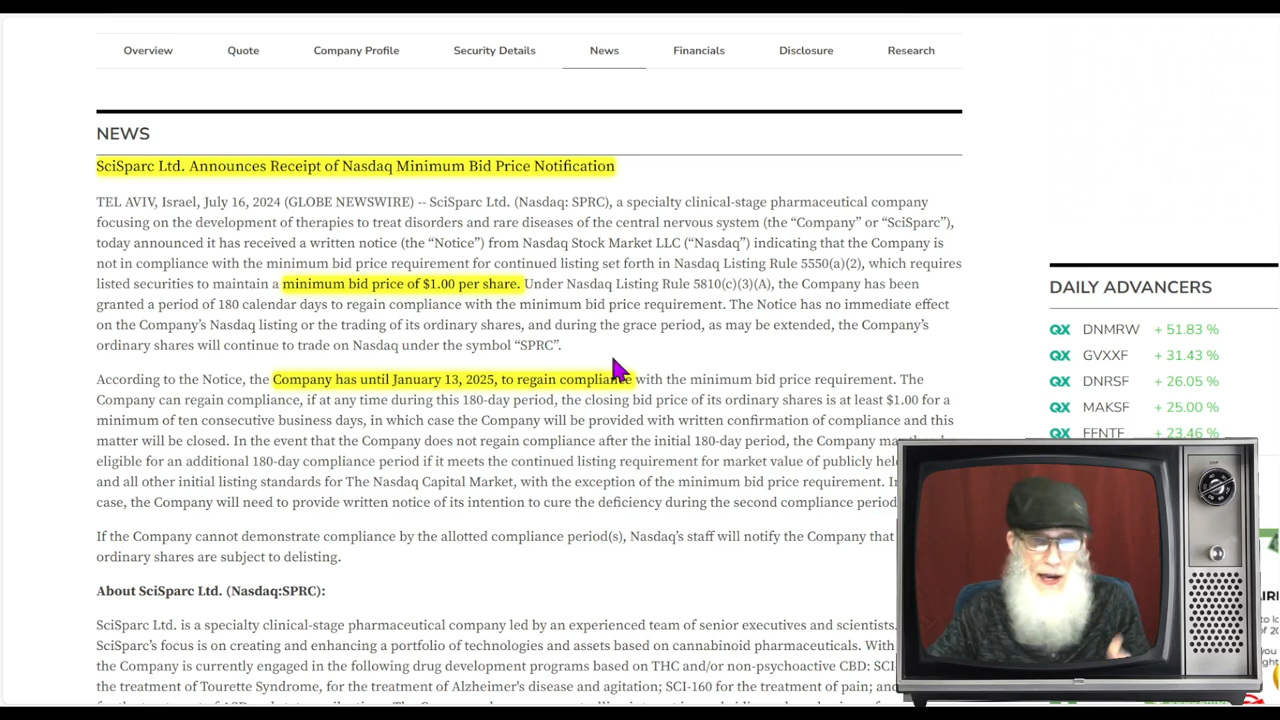 Overview Quote Company Profile Security Details News Financials Disclosure Research
NEWS
SciSparc Ltd. Announces Receipt of Nasdaq Minimum Bid Price Notification
TEL AVIV, Israel, July 16, 2024 (GLOBE NEWSWIRE) -- SciSparc Ltd. (Nasdaq: SPRC), a specialty clinical-stage pharmaceutical company
focusing on the development of therapies to treat disorders and rare diseases of the central nervous system (the “Company” or “SciSparc”),
today announced it has received a written notice (the “Notice”) from Nasdaq Stock Market LLC (“Nasdaq”) indicating that the Company is
not in compliance with the minimum bid price requirement for continued listing set forth in Nasdaq Listing Rule 5550(a)(2), which requires
listed securities to maintain a minimum bid price of $1.00 per share. Under Nasdaq Listing Rule 5810(c)(3)(A), the Company has been
granted a period of 180 calendar days to regain compliance with the minimum bid price requirement. The Notice has no immediate effect
on the Company’s Nasdaq listing or the trading of its ordinary shares, and during the grace period, as may be extended, the Company’s
ordinary shares will continue to trade on Nasdaq under the symbol “SPRC”.
According to the Notice, the Company has until January 13, 2025, to regain compliance with the minimum bid price requirement. The
Company can regain compliance, if at any time during this 180-day period, the closing bid price of its ordinary shares is at least $1.00 for a
minimum of ten consecutive business days, in which case the Company will be provided with written confirmation of compliance and this
matter will be closed. In the event that the Company does not regain compliance after the initial 180-day period, the Company may
eligible for an additional 180-day compliance period if it meets the continued listing requirement for market value of publicly
and all other initial listing standards for The Nasdaq Capital Market, with the exception of the minimum bid price requirement.
case, the Company will need to provide written notice of its intention to cure the deficiency during the second compliance period
If the Company cannot demonstrate compliance by the allotted compliance period(s), Nasdaq’s staff will notify the Company that
ordinary shares are subject to delisting.
About SciSparc Ltd. (Nasdaq:SPRC):
SciSparc Ltd. is a specialty clinical-stage pharmaceutical company led by an experienced team of senior executives and scientists.
SciSparc’s focus is on creating and enhancing a portfolio of technologies and assets based on cannabinoid pharmaceuticals. With
the Company is currently engaged in the following drug development programs based on THC and/or non-psychoactive CBD: SCI
the treatment of Tourette Syndrome, for the treatment of Alzheimer's disease and agitation; SCI-160 for the treatment of pain; and
DAILY ADVANCERS
QX DNMRW + 51.83 %
QX GVXXF + 31.43 %
QX DNRSF + 26.05 %
QX MAKSF + 25.00 %
QX FFNTF + 23.46 %